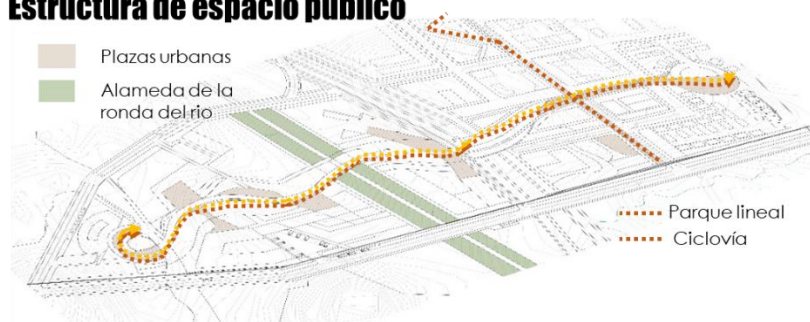 Estructura de espacio público
Plazas urbanas
Alameda de la
ronda del rio
Parque lineal
Ciclovía